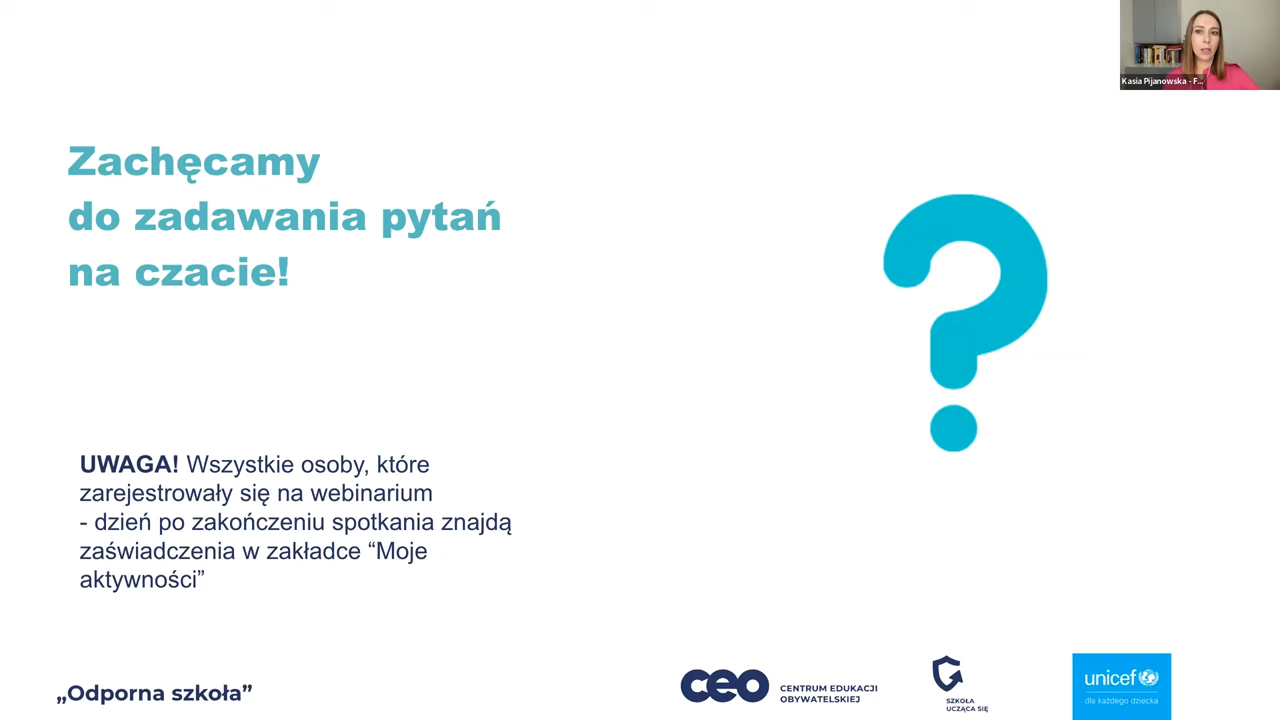 Kasia Pijanowska - F...
Zachęcamy
do zadawania pytań
na czacie!
UWAGA! Wszystkie osoby, które
zarejestrowały się na webinarium
- dzień po zakończeniu spotkania znajdą
zaświadczenia w zakładce “Moje
aktywności”
„Odporna szkoła”
ceo
CENTRUM EDUKACJI
OBYWATELSKIEJ
SZKOŁA
UCZĄCA SIĘ
unicef
dla każdego dziecka